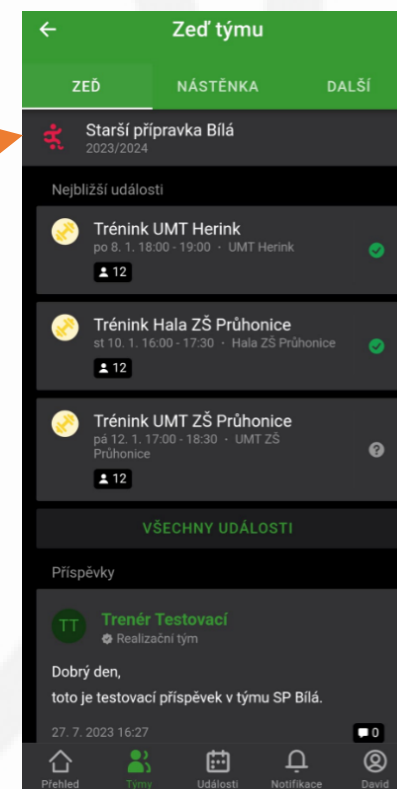 Zeď týmu
ZEĎ NÁSTĚNKA DALŠÍ
Starší přípravka Bílá
2023/2024
Nejbližší události
Trénink UMT Herink
po 8. 1. 18:00 - 19:00 · UMT Herink
12
Trénink Hala ZŠ Průhonice
st 10. 1. 16:00 - 17:30 · Hala ZŠ Průhonice
12
Trénink UMT ZŠ Průhonice
pá 12. 1. 17:00 - 18:30 · UMT ZŠ
Průhonice
12
VŠECHNY UDÁLOSTI
Příspěvky
TT Trenér Testovací
Realizační tým
Dobrý den,
toto je testovací příspěvek v týmu SP Bílá.
27. 7. 2023 16:27 0
Přehled Týmy Události Notifikace David